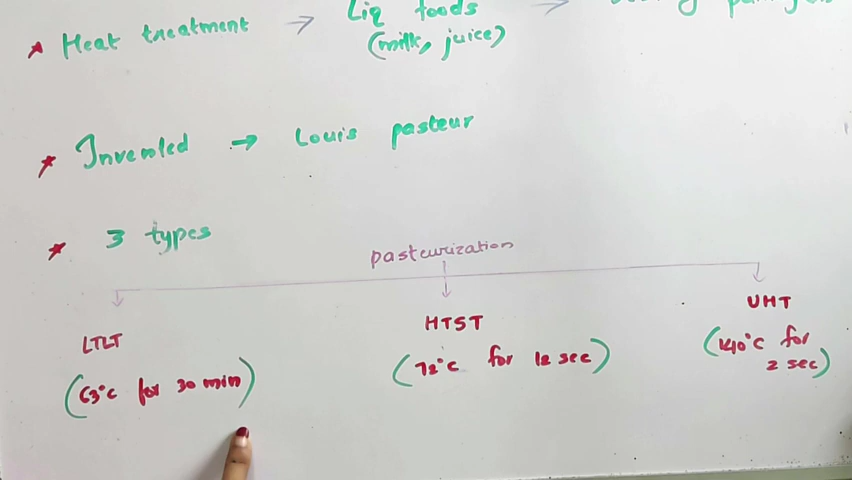 Liq foods
* Heat treatment → (milk, juice) →
* Invented → Louis pasteur
* 3 types
pasteurization
LTLT HTST UHT
(63°c for 30 min) (72°c for 12 sec) (140°c for
2 sec)